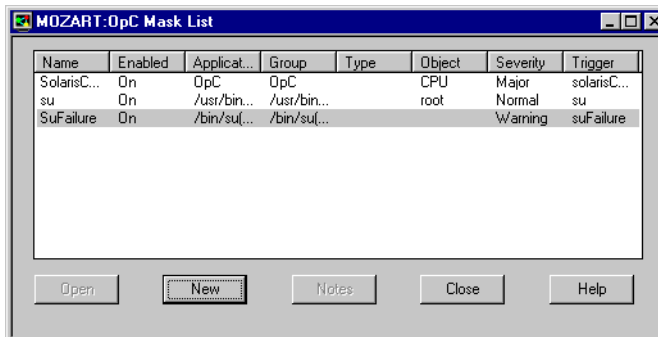 MOZART:OpC Mask List
Name Enabled Applicat... Group Type Object Severity Trigger
SolarisC... On OpC OpC CPU Major solarisC...
su On /usr/bin... /usr/bin... root Normal su
SuFailure On /bin/su(... /bin/su(... Warning suFailure
Open New Notes Close Help